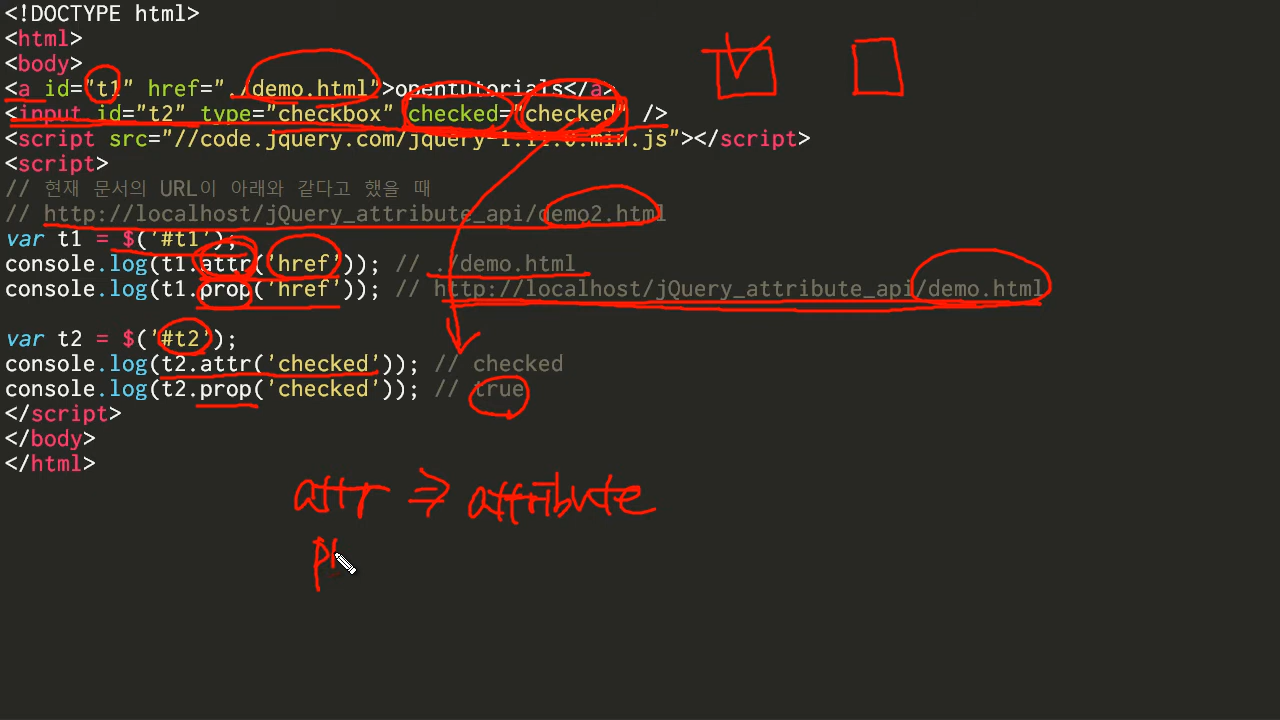 <!DOCTYPE html>
<html>
<body>
<a id="t1" href="./demo.html">opentutorials</a>
<input id="t2" type="checkbox" checked="checked" />
<script src="//code.jquery.com/jquery-1.11.0.min.js"></script>
<script>
// 현재 문서의 URL이 아래와 같다고 했을 때
// http://localhost/jQuery_attribute_api/demo2.html
var t1 = $('#t1');
console.log(t1.attr('href')); // ./demo.html
console.log(t1.prop('href')); // http://localhost/jQuery_attribute_api/demo.html
var t2 = $('#t2');
console.log(t2.attr('checked')); // checked
console.log(t2.prop('checked')); // true
</script>
</body>
</html>
attr ⇒ attribute